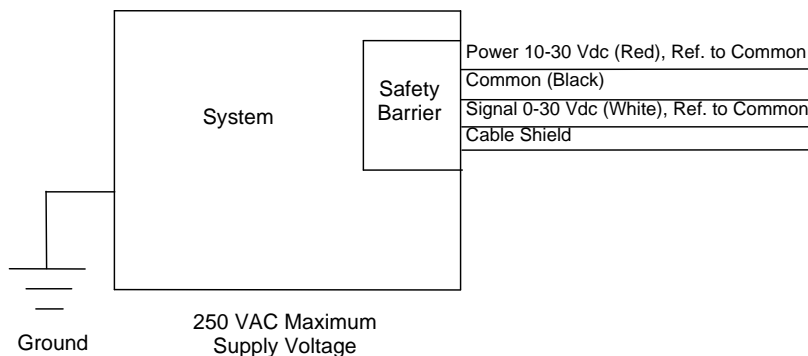 Power 10-30 Vdc (Red), Ref. to Common
Common (Black)
Signal 0-30 Vdc (White), Ref. to Common
Cable Shield
Safety
Barrier
System
250 VAC Maximum
Supply Voltage
Ground